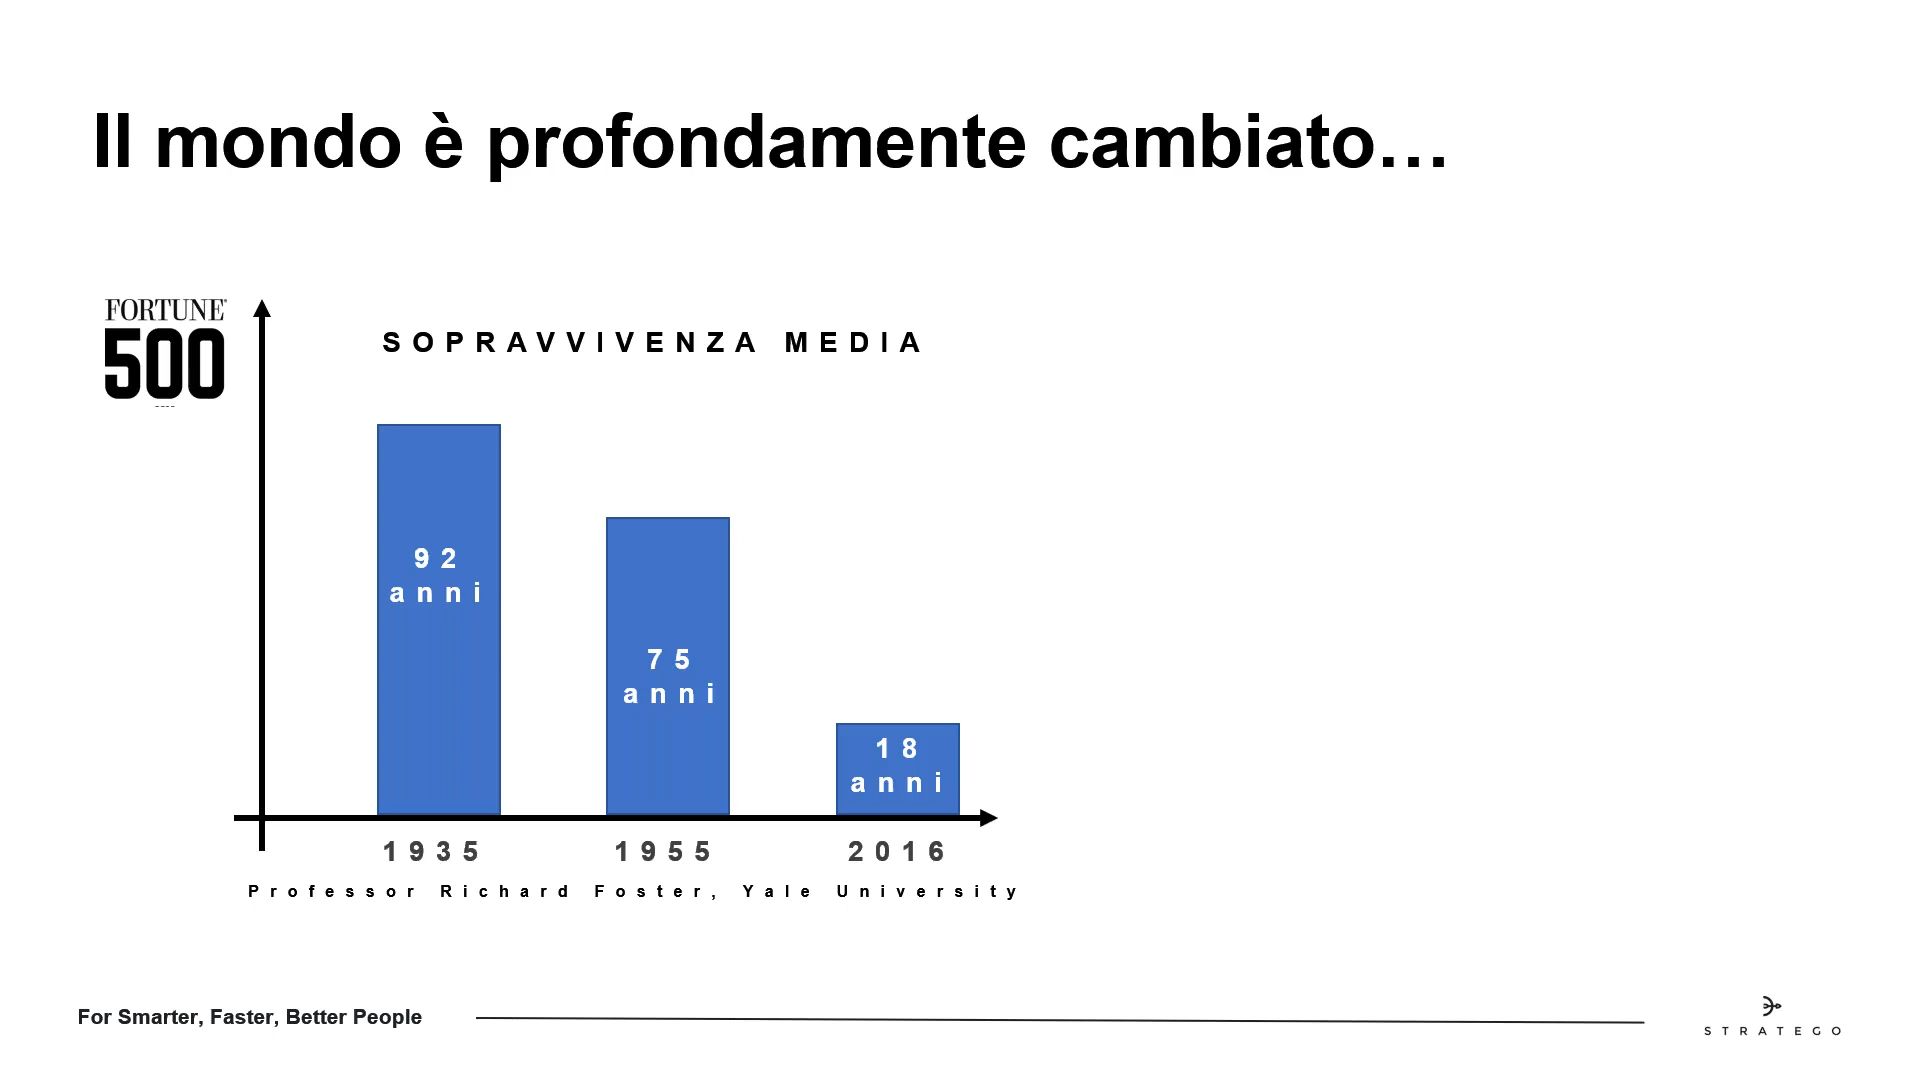 Il mondo è profondamente cambiato…
FORTUNE
500
SOPRAVVIVENZA MEDIA
92
anni
75
anni
18
anni
1935 1955 2016
Professor Richard Foster, Yale University
For Smarter, Faster, Better People
STRATEGO